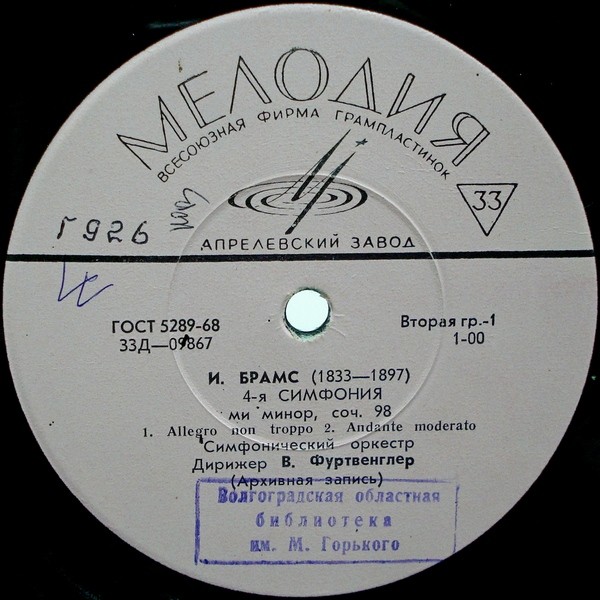 МЕЛОДИЯ
ВСЕСОЮЗНАЯ ФИРМА ГРАМПЛАСТИНОК
33
Г926
АПРЕЛЕВСКИЙ ЗАВОД
ГОСТ 5289-68
33Д—09867
Вторая гр.-1
1-00
И. БРАМС (1833—1897)
4-я СИМФОНИЯ
ми минор, соч. 98
1. Allegro non troppo 2. Andante moderato
Симфонический оркестр
Дирижер В. Фуртвенглер
(Архивная запись)
Волгоградская областная
библиотека
им. М. Горького